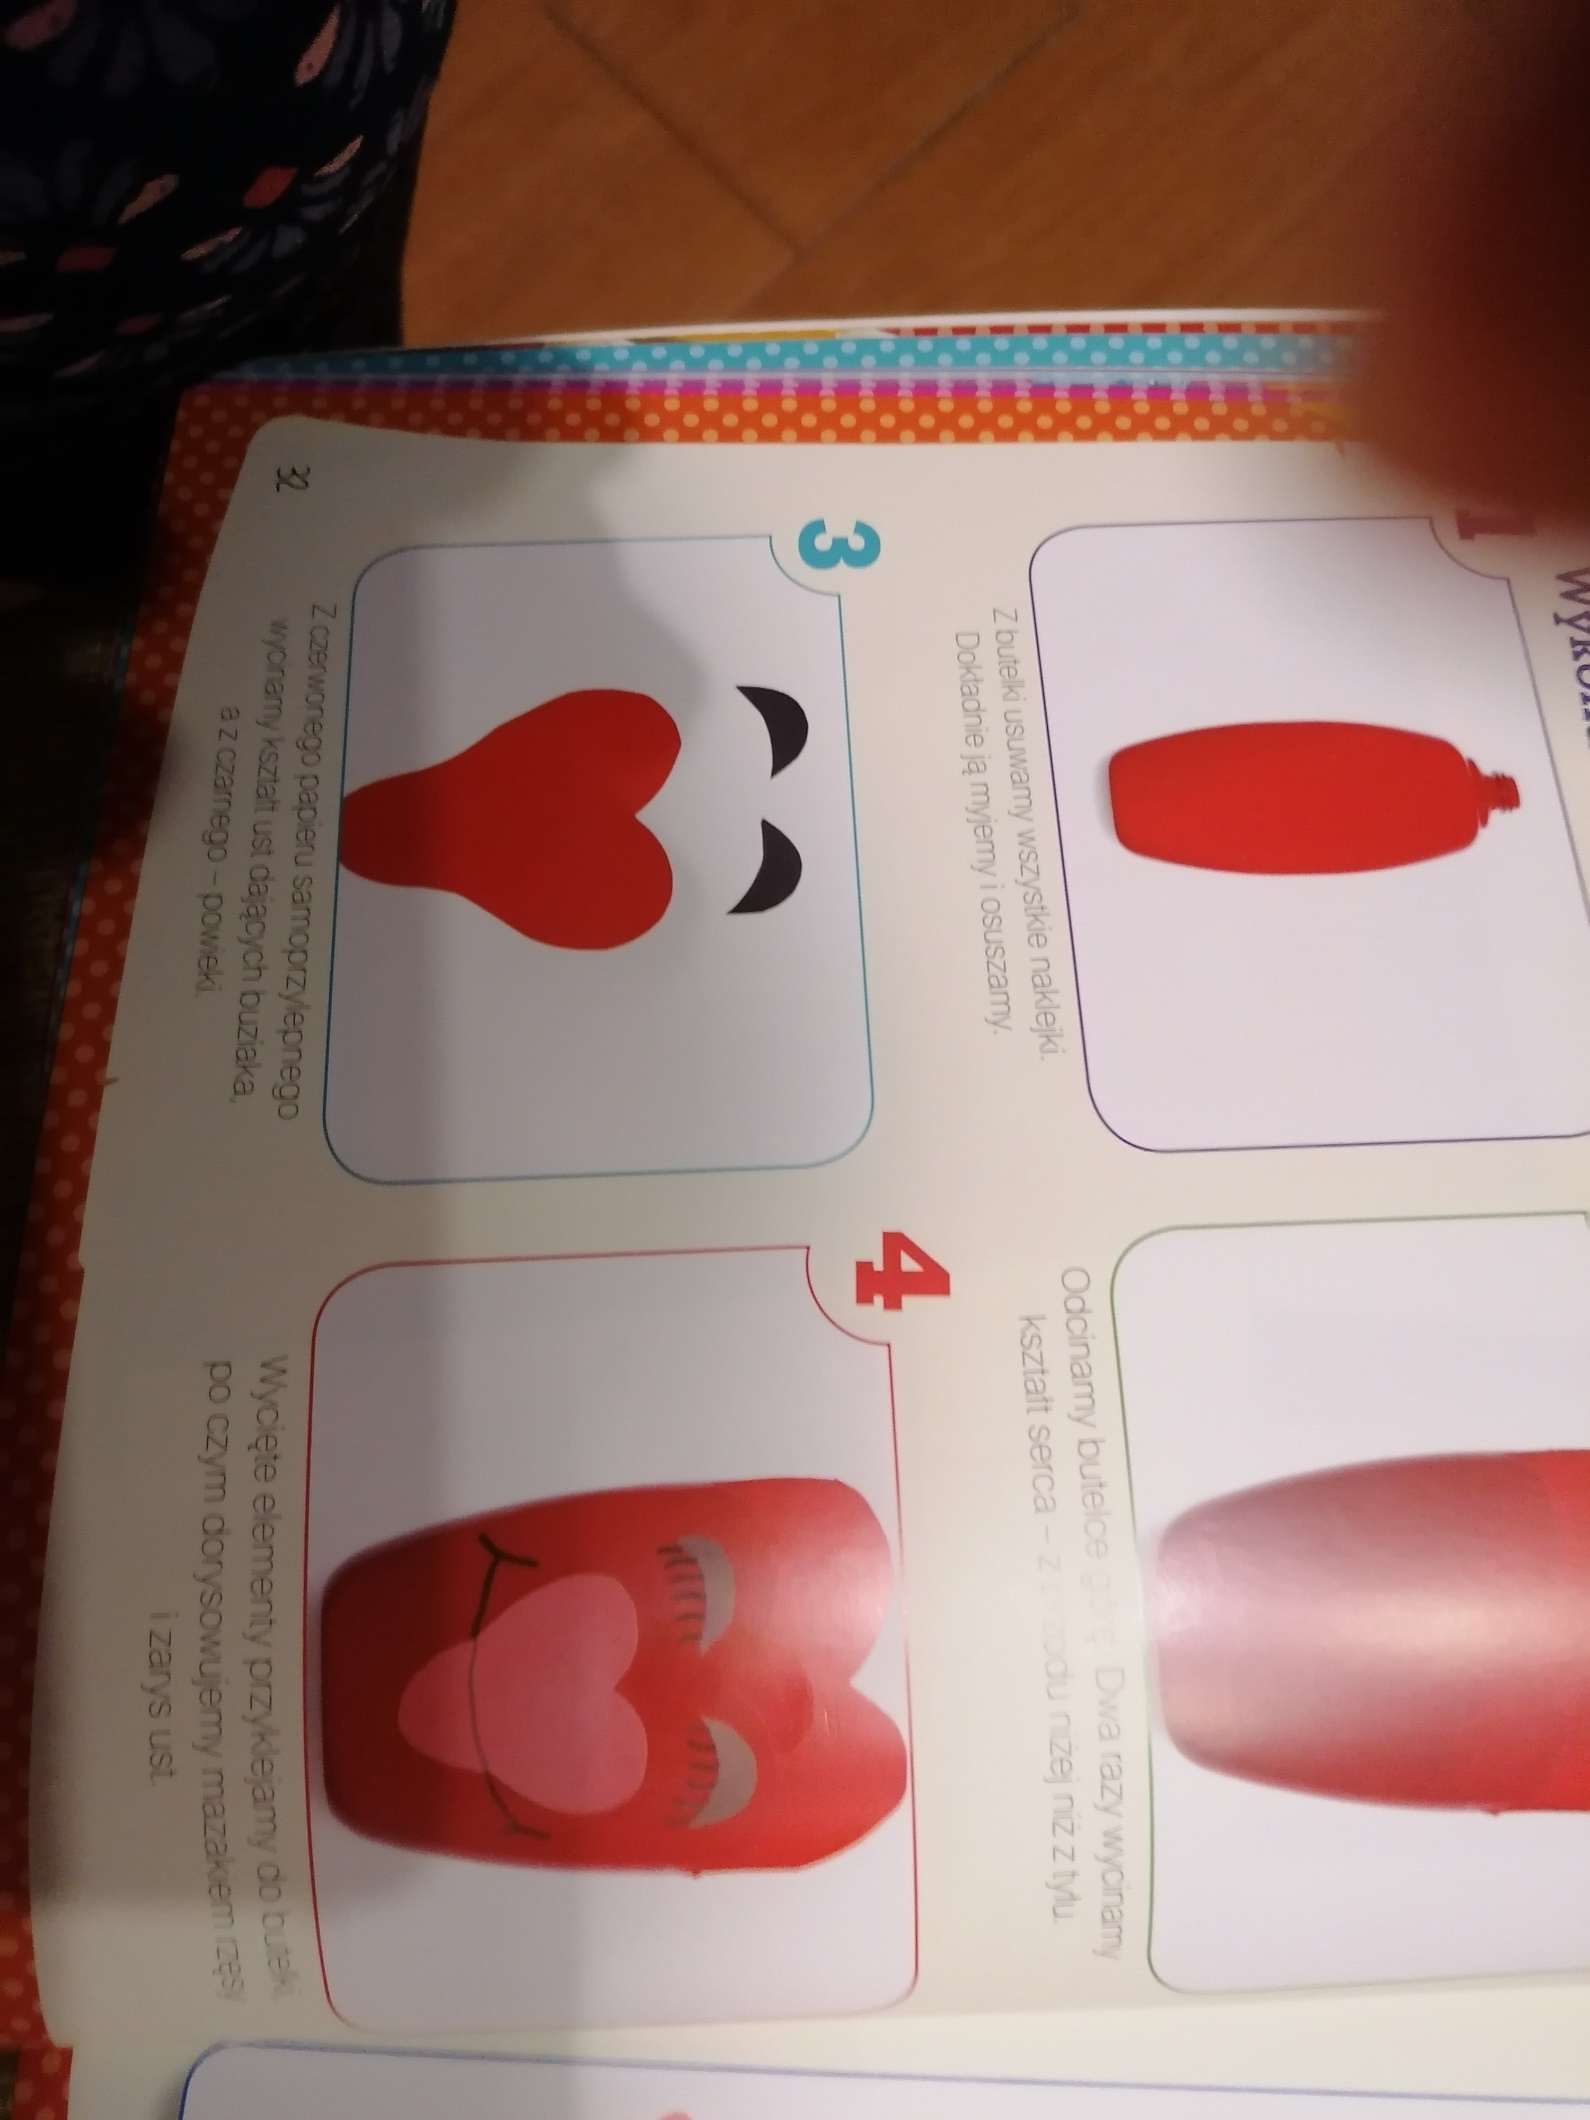 1
Z butelki usuwamy wszystkie naklejki.
Dokładnie ją myjemy i osuszamy.
Odcinamy butelce górę. Dwa razy wycinamy
kształt serca – z przodu niżej niż z tyłu.
3
Z czerwonego papieru samoprzylepnego
wycinamy kształt ust dających buziaka,
a z czarnego – powieki.
4
Wycięte elementy przyklejamy do butelki,
po czym dorysowujemy mazakiem rzęsy
i zarys ust.
32